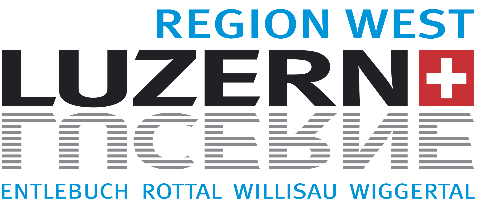 REGION WEST
LUZERN
LUCERNE
ENTLEBUCH ROTTAL WILLISAU WIGGERTAL